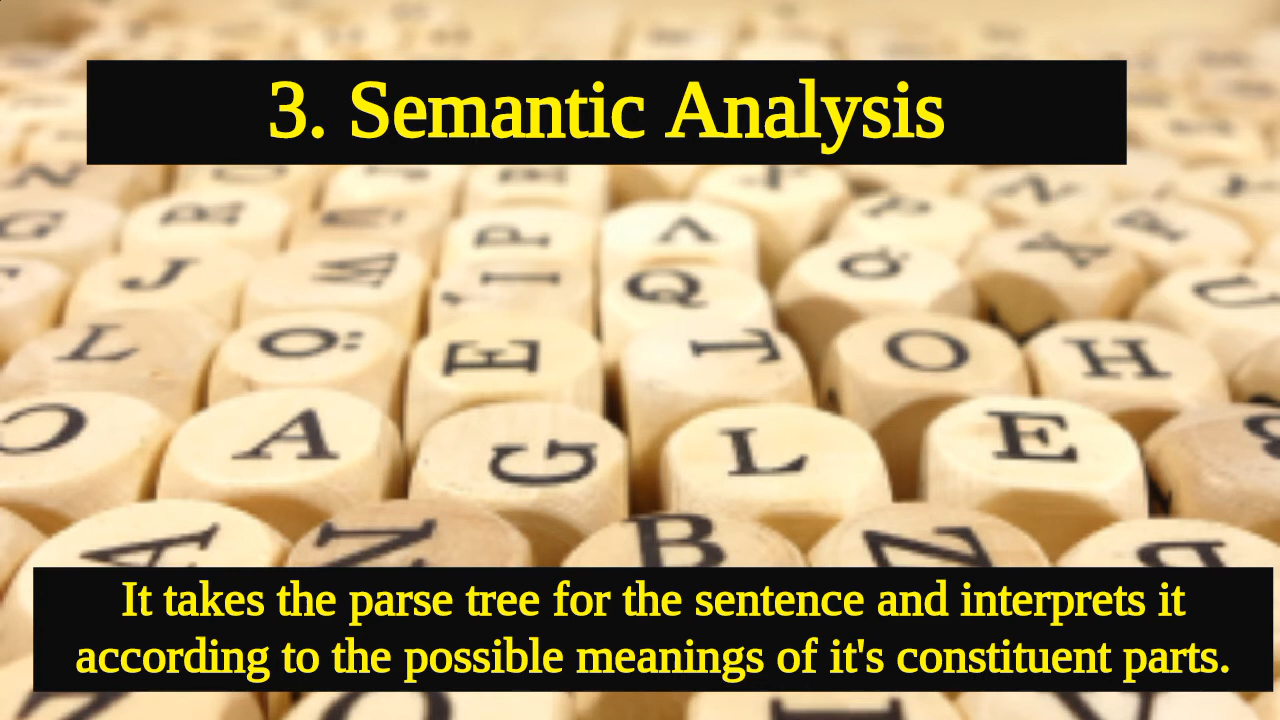 3. Semantic Analysis
It takes the parse tree for the sentence and interprets it
according to the possible meanings of it's constituent parts.